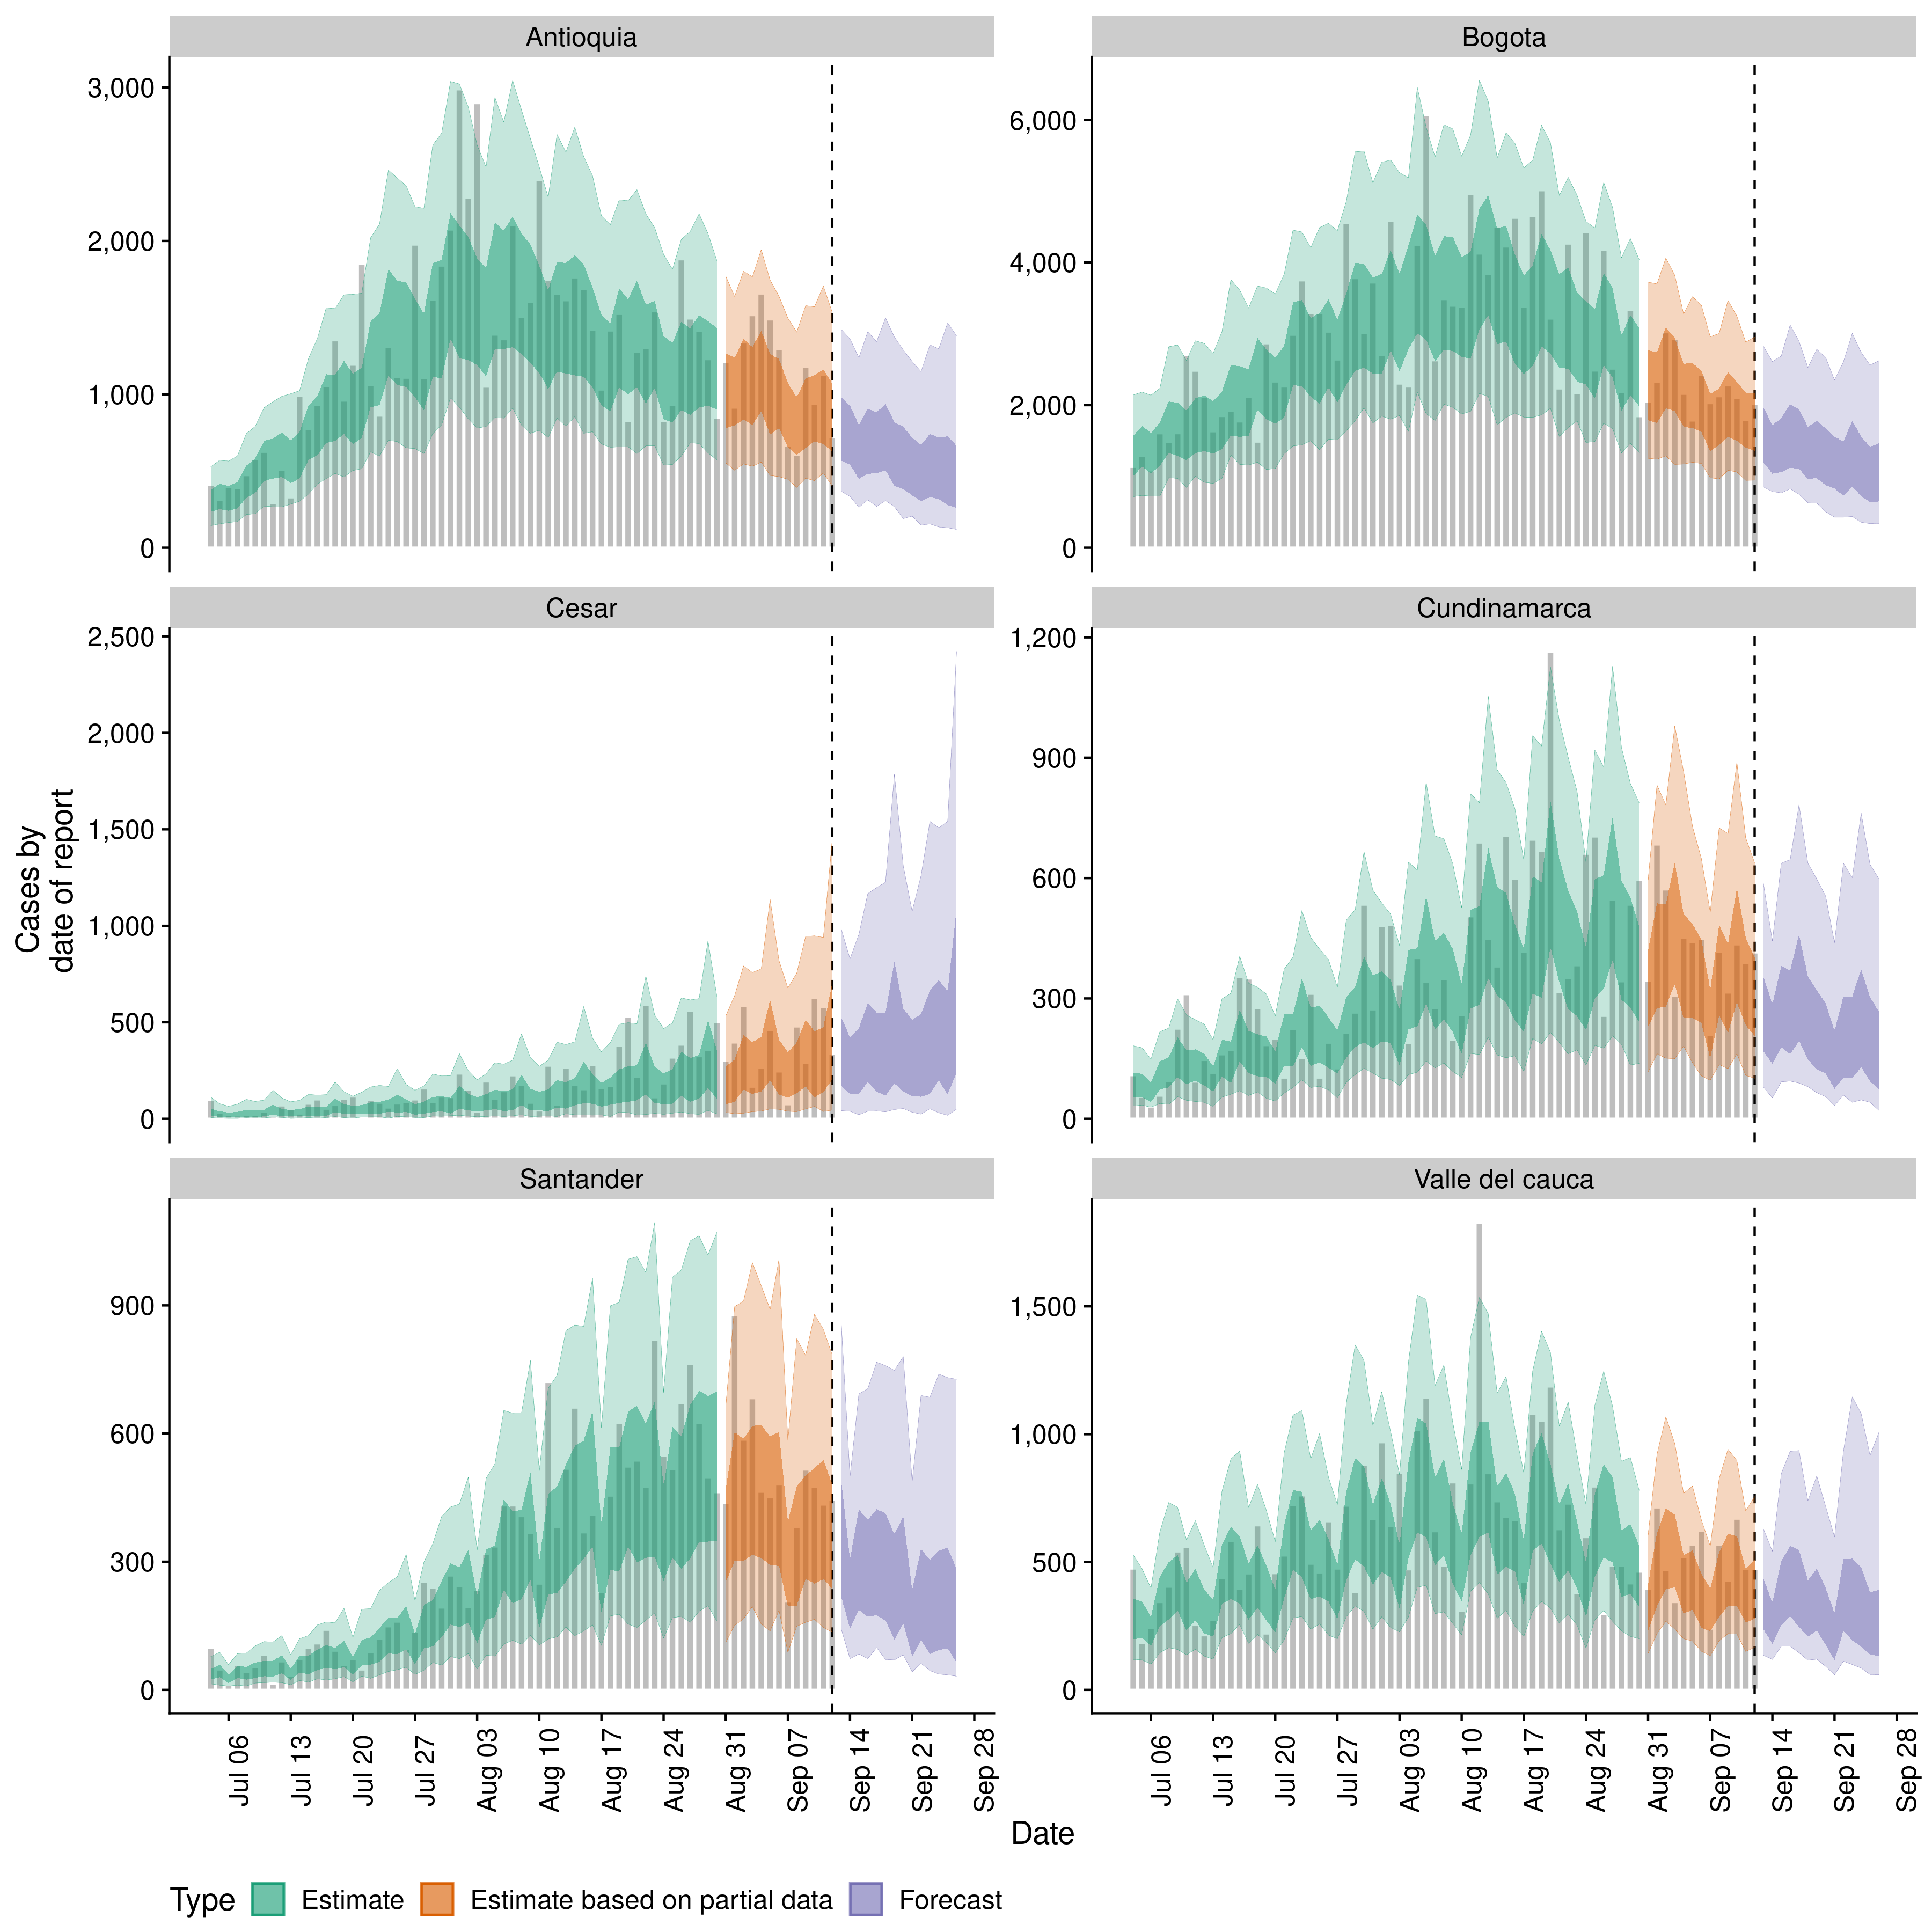 Antioquia
Bogota
3,000
2,000
1,000
0
6,000
4,000
2,000
0
Cesar
Cundinamarca
2,500
2,000
1,500
1,000
500
0
1,200
900
600
300
0
Cases by
date of report
Santander
Valle del cauca
900
600
300
0
1,500
1,000
500
0
Jul 06
Jul 13
Jul 20
Jul 27
Aug 03
Aug 10
Aug 17
Aug 24
Aug 31
Sep 07
Sep 14
Sep 21
Sep 28
Jul 06
Jul 13
Jul 20
Jul 27
Aug 03
Aug 10
Aug 17
Aug 24
Aug 31
Sep 07
Sep 14
Sep 21
Sep 28
Date
Type Estimate Estimate based on partial data Forecast